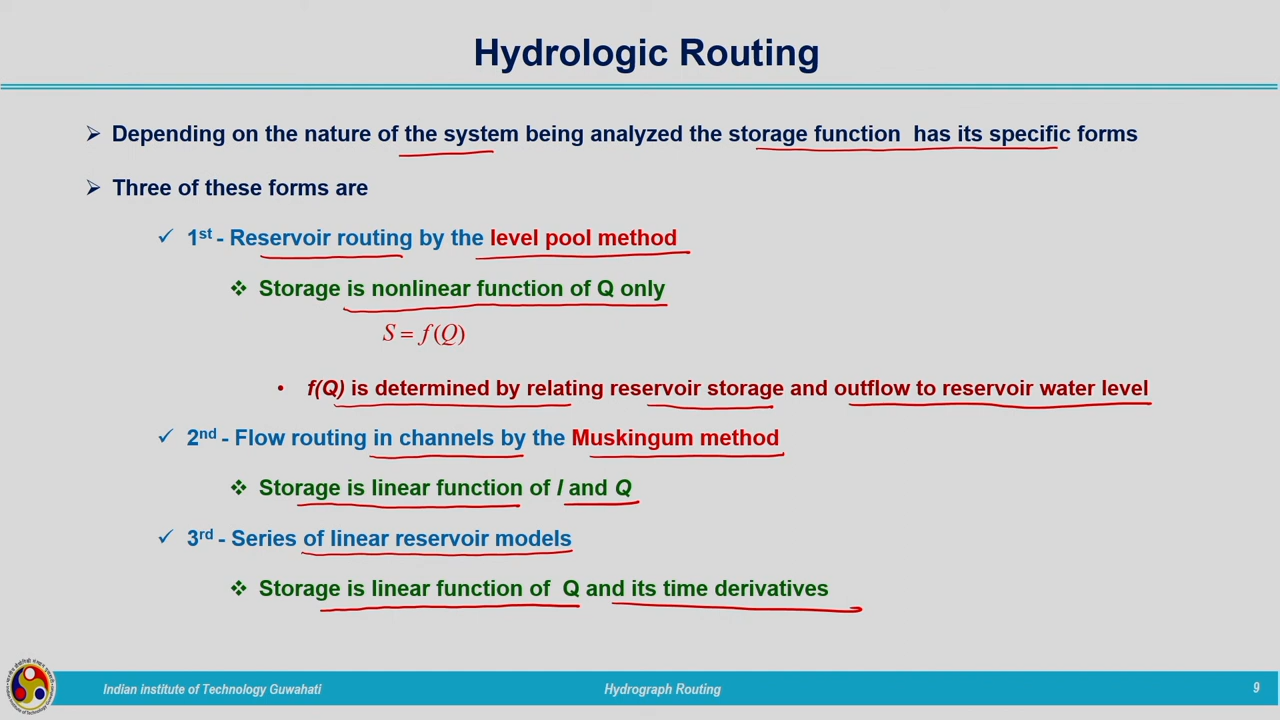 Hydrologic Routing
➢ Depending on the nature of the system being analyzed the storage function has its specific forms
➢ Three of these forms are
✓ 1st - Reservoir routing by the level pool method
❖ Storage is nonlinear function of Q only
S = f(Q)
• f(Q) is determined by relating reservoir storage and outflow to reservoir water level
✓ 2nd - Flow routing in channels by the Muskingum method
❖ Storage is linear function of I and Q
✓ 3rd - Series of linear reservoir models
❖ Storage is linear function of Q and its time derivatives
Indian institute of Technology Guwahati
Hydrograph Routing
9